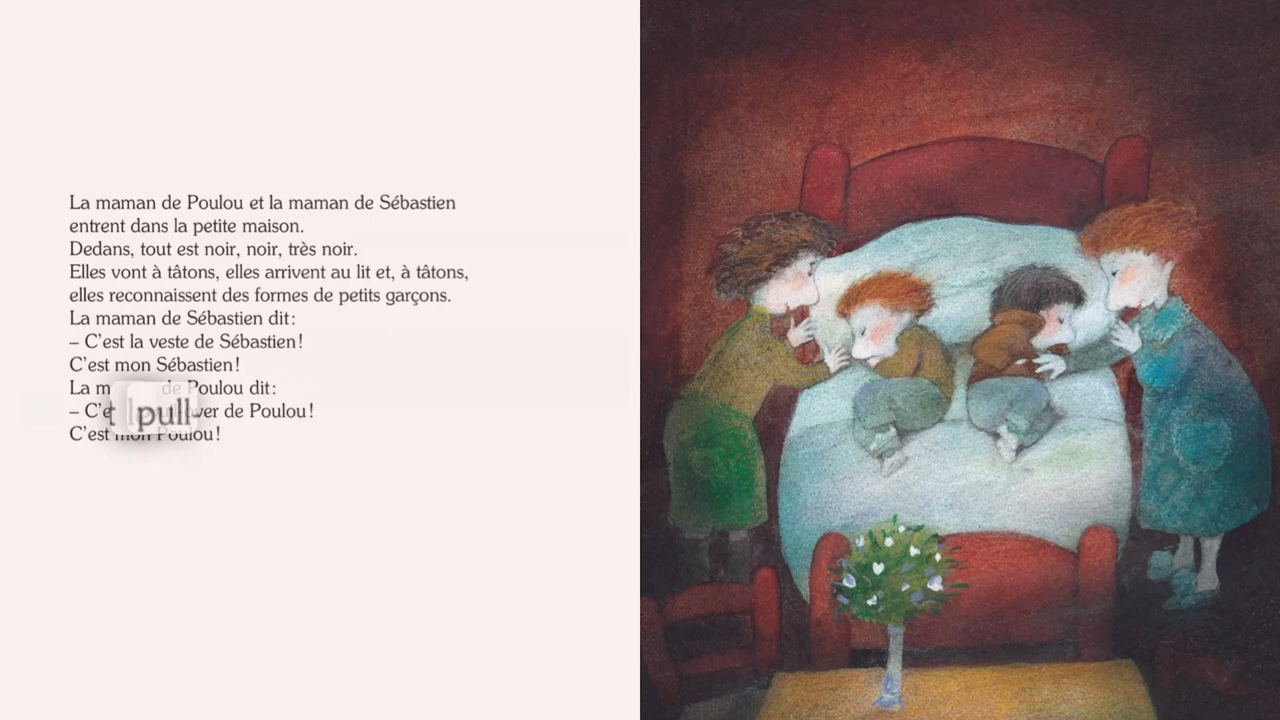 La maman de Poulou et la maman de Sébastien
entrent dans la petite maison.
Dedans, tout est noir, noir, très noir.
Elles vont à tâtons, elles arrivent au lit et, à tâtons,
elles reconnaissent des formes de petits garçons.
La maman de Sébastien dit :
– C'est la veste de Sébastien !
C'est mon Sébastien !
La m de Poulou dit :
– C'et pull-ver de Poulou !
C'est mon Poulou !